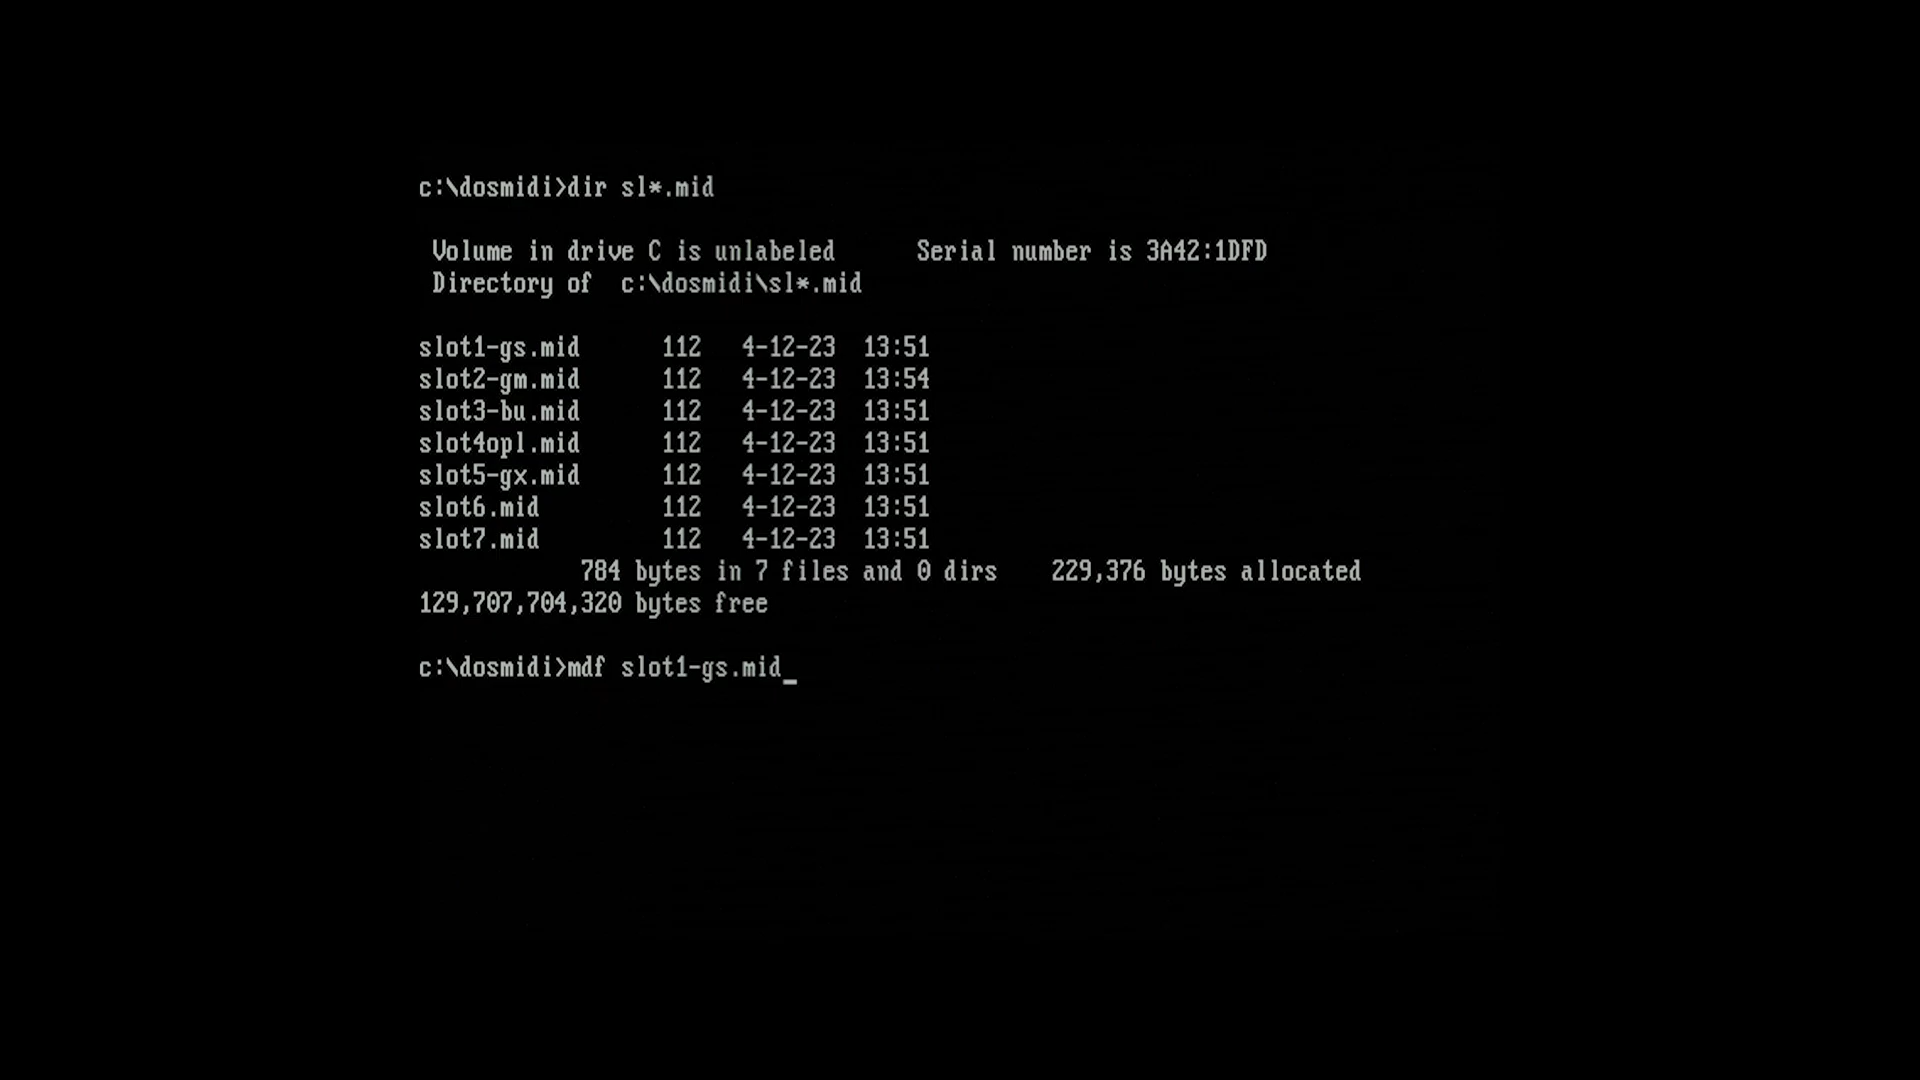 c:\dosmidi>dir sl*.mid
Volume in drive C is unlabeled Serial number is 3A42:1DFD
Directory of c:\dosmidi\sl*.mid
slot1-gs.mid 112 4-12-23 13:51
slot2-gm.mid 112 4-12-23 13:54
slot3-bu.mid 112 4-12-23 13:51
slot4opl.mid 112 4-12-23 13:51
slot5-gx.mid 112 4-12-23 13:51
slot6.mid 112 4-12-23 13:51
slot7.mid 112 4-12-23 13:51
784 bytes in 7 files and 0 dirs 229,376 bytes allocated
129,707,704,320 bytes free
c:\dosmidi>mdf slot1-gs.mid_